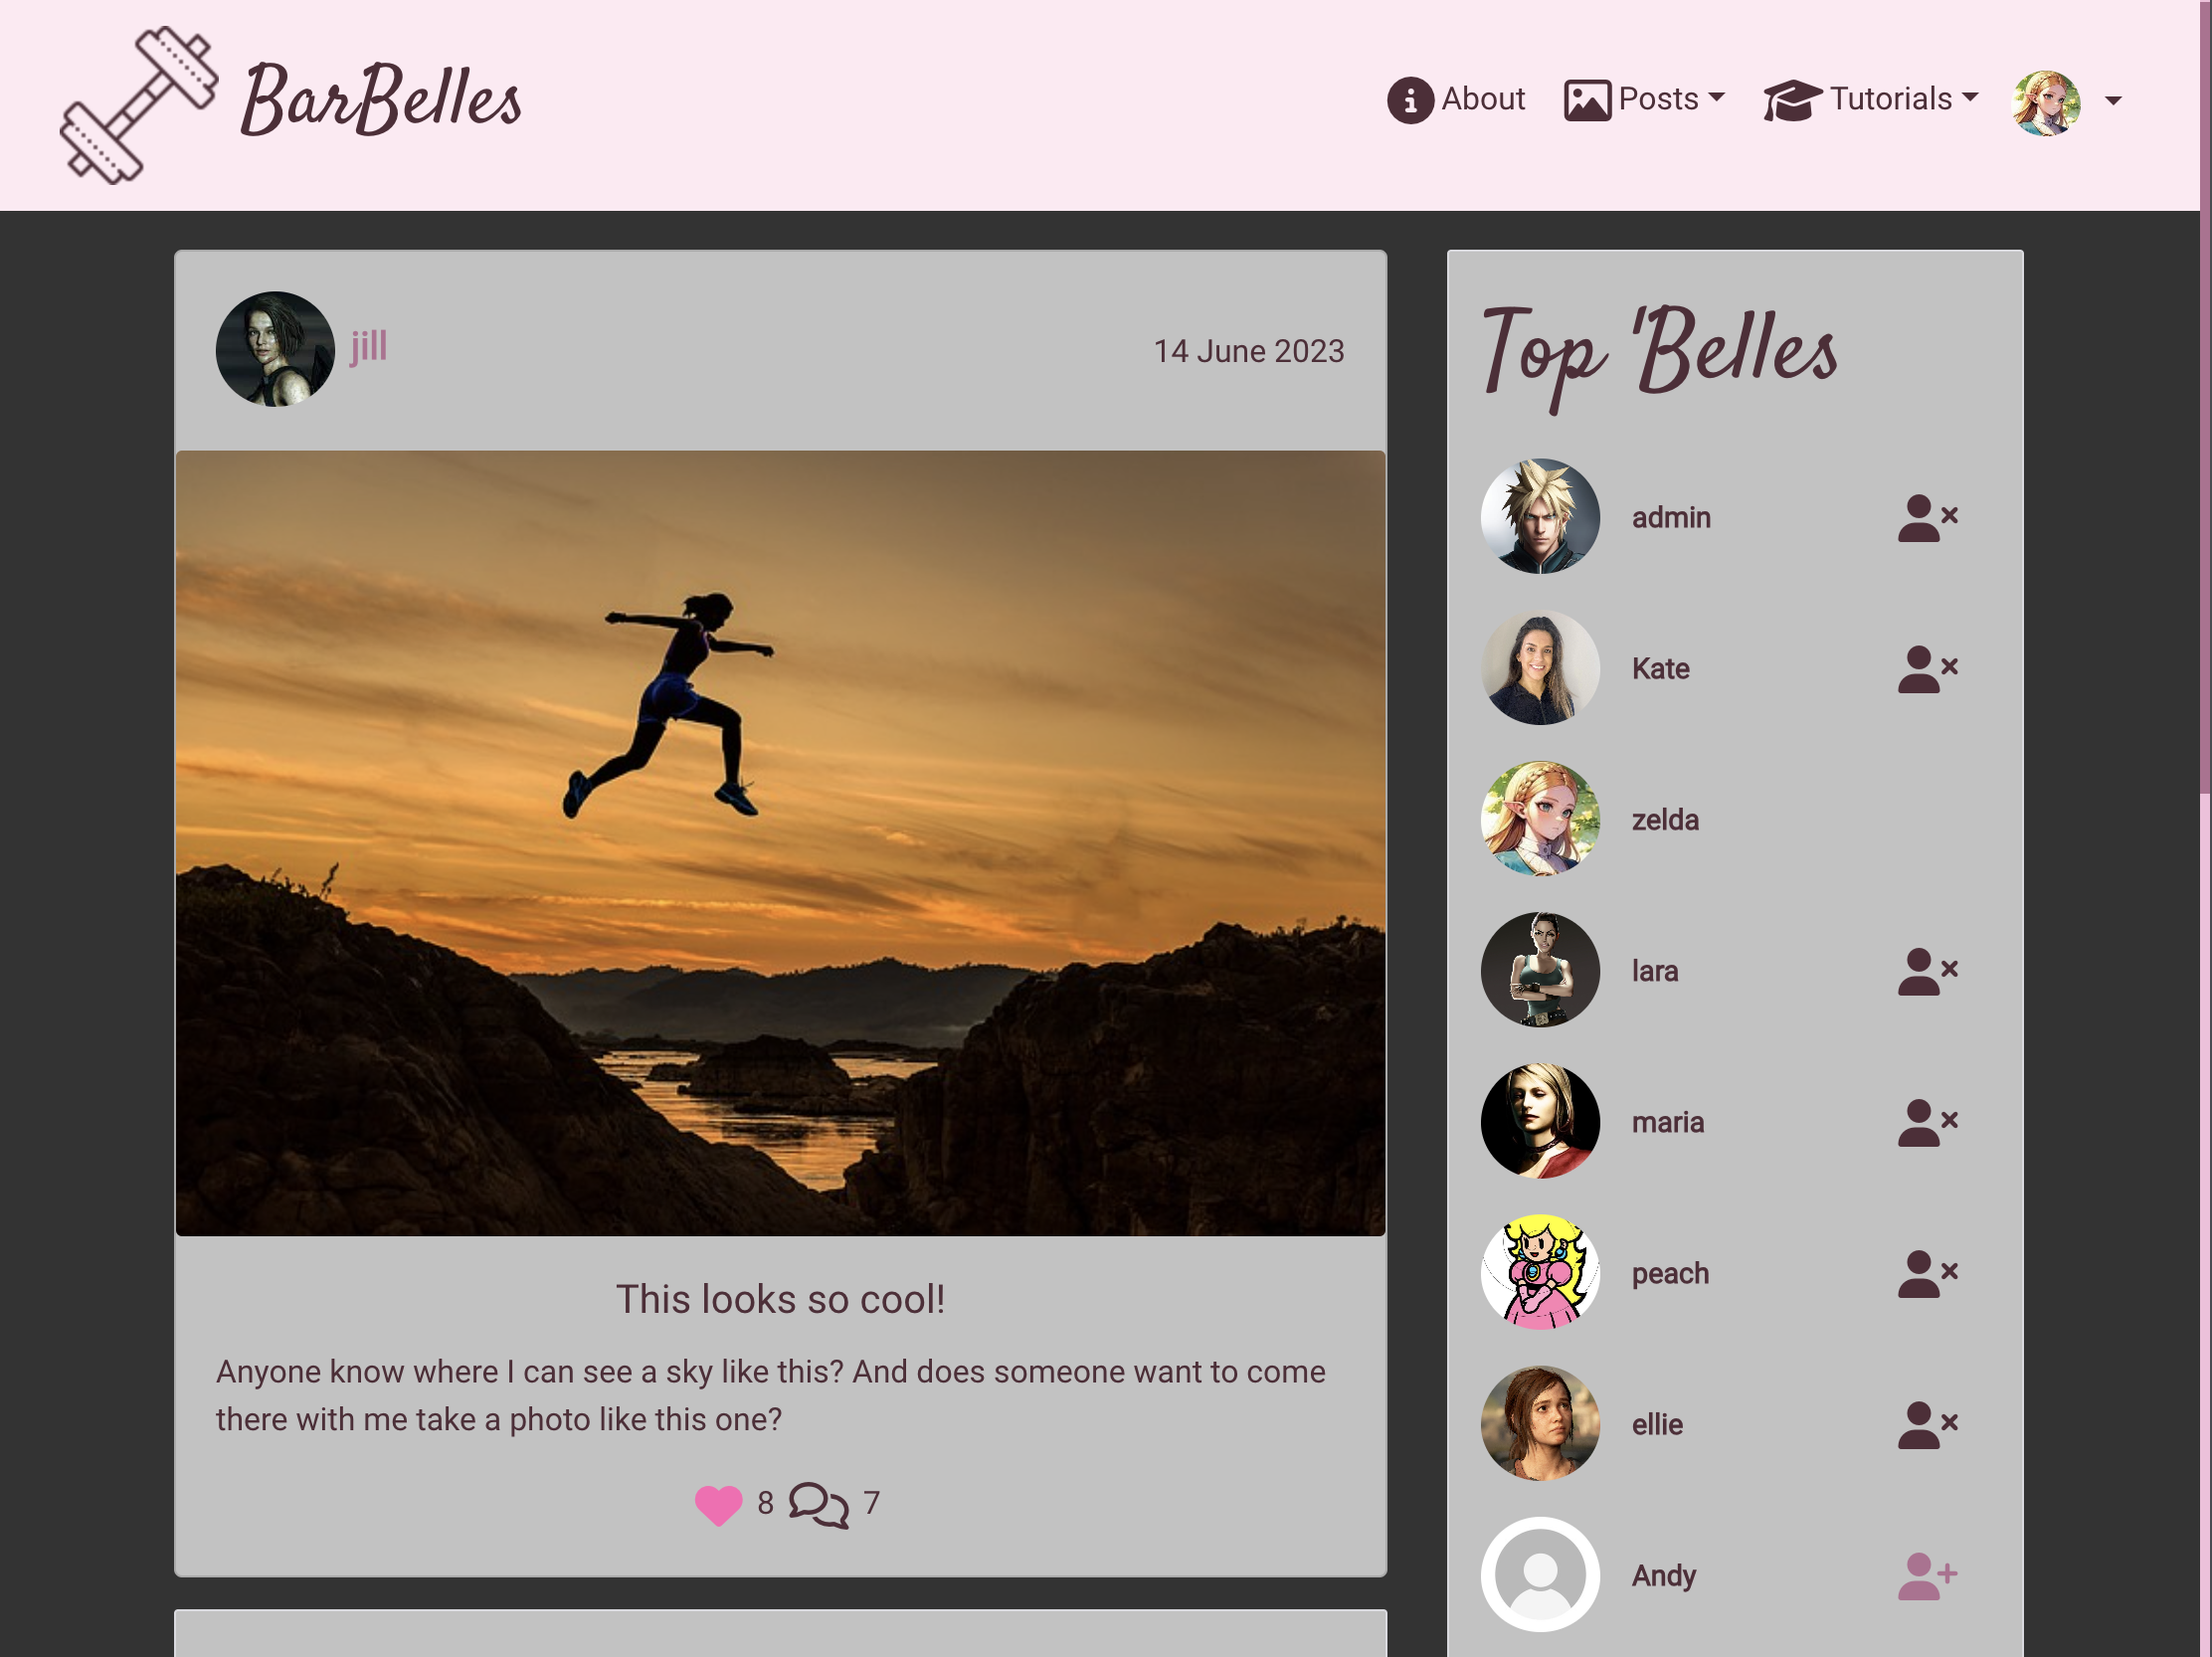 BarBelles
About
Posts
Tutorials
jill
14 June 2023
This looks so cool!
Anyone know where I can see a sky like this? And does someone want to come
there with me take a photo like this one?
8
7
Top 'Belles
admin
Kate
zelda
lara
maria
peach
ellie
Andy